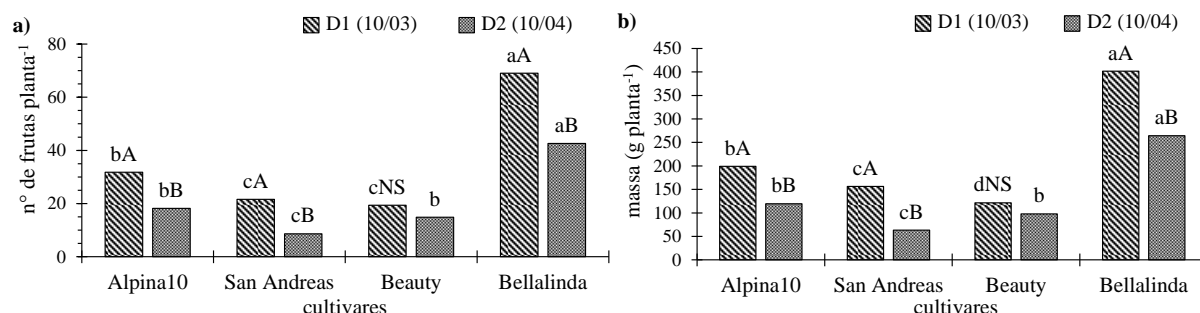 a)
D1 (10/03) D2 (10/04)
n° de frutas planta⁻¹
80
60
40
20
0
bA
bB
cA
cB
cNS
b
aA
aB
Alpina10 San Andreas Beauty Bellalinda
cultivares
b)
D1 (10/03) D2 (10/04)
massa (g planta⁻¹)
450
400
350
300
250
200
150
100
50
0
bA
bB
cA
cB
dNS
b
aA
aB
Alpina10 San Andreas Beauty Bellalinda
cultivares